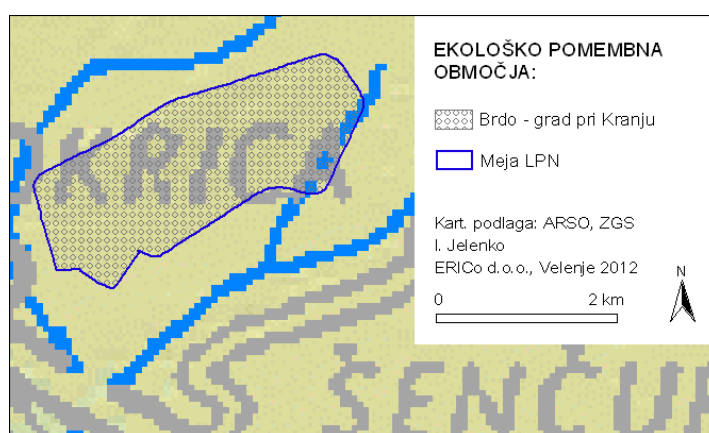 EKOLOŠKO POMEMBNA
OBMOČJA:
Brdo - grad pri Kranju
Meja LPN
Kart. podlaga: ARSO, ZGS
I. Jelenko
ERICo d.o.o., Velenje 2012
N
0 2 km
KRICA
ŠENČUR